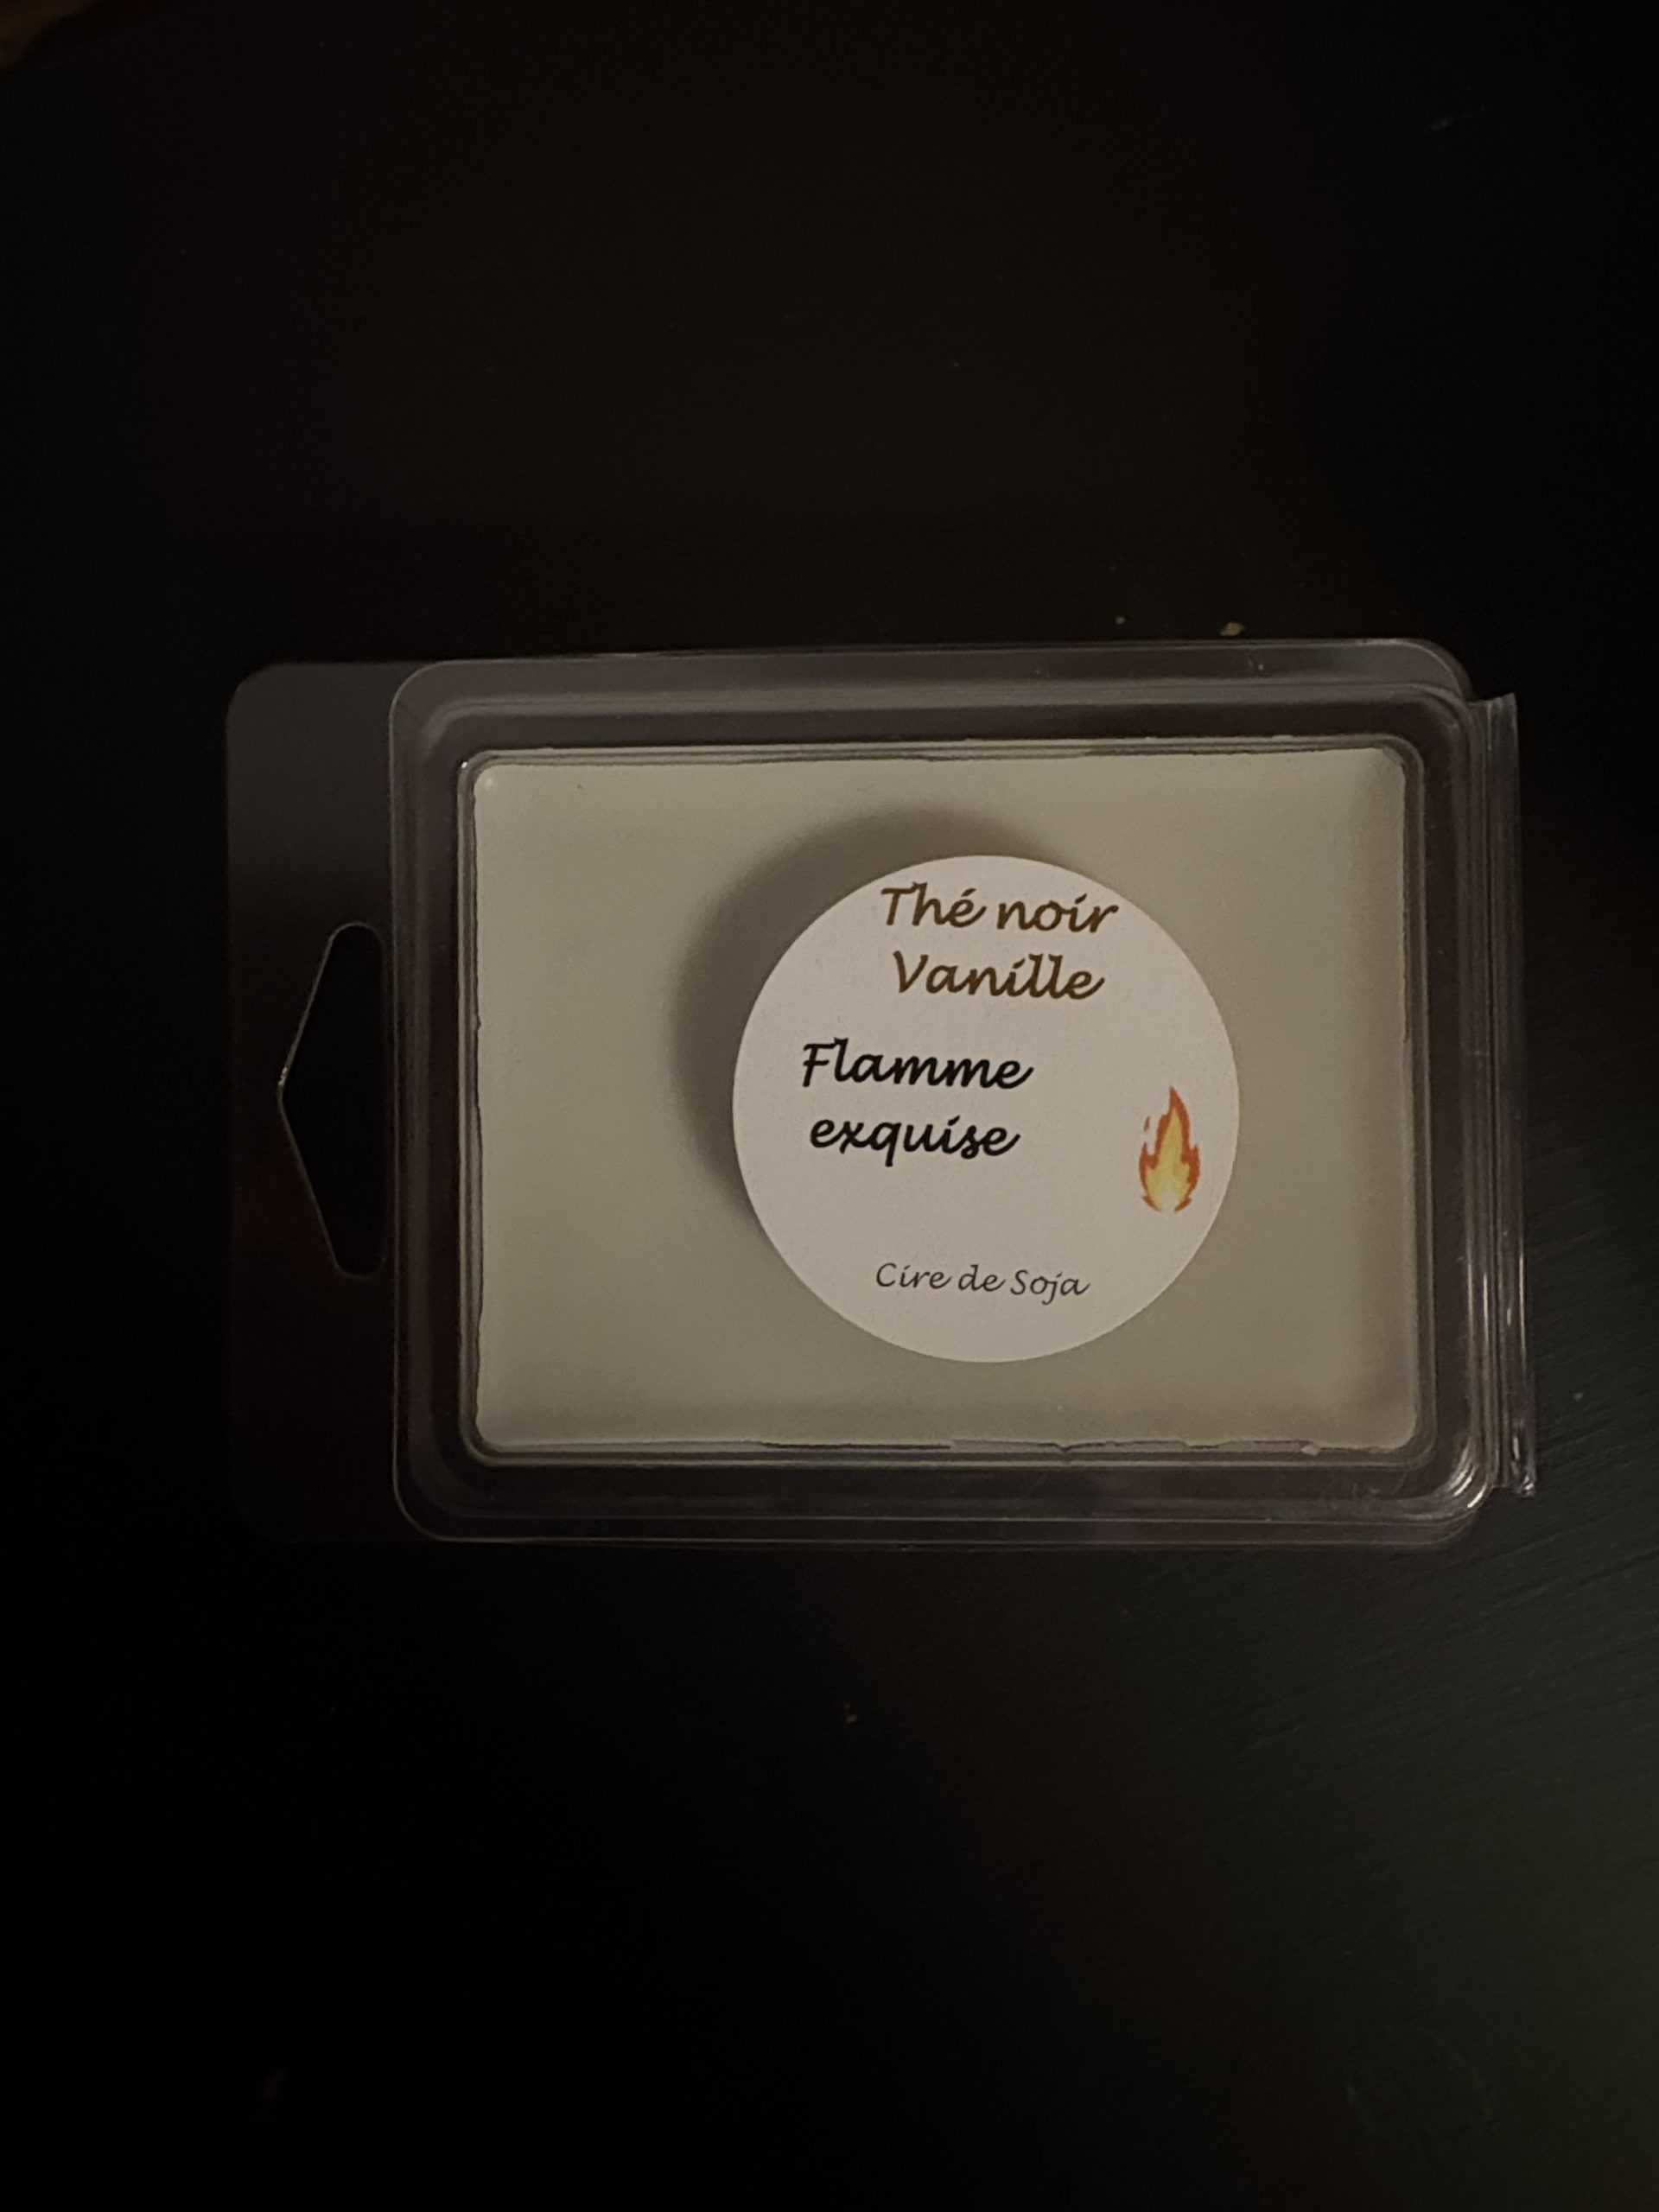 Thé noir
Vanille
Flamme
exquise
Cire de Soja